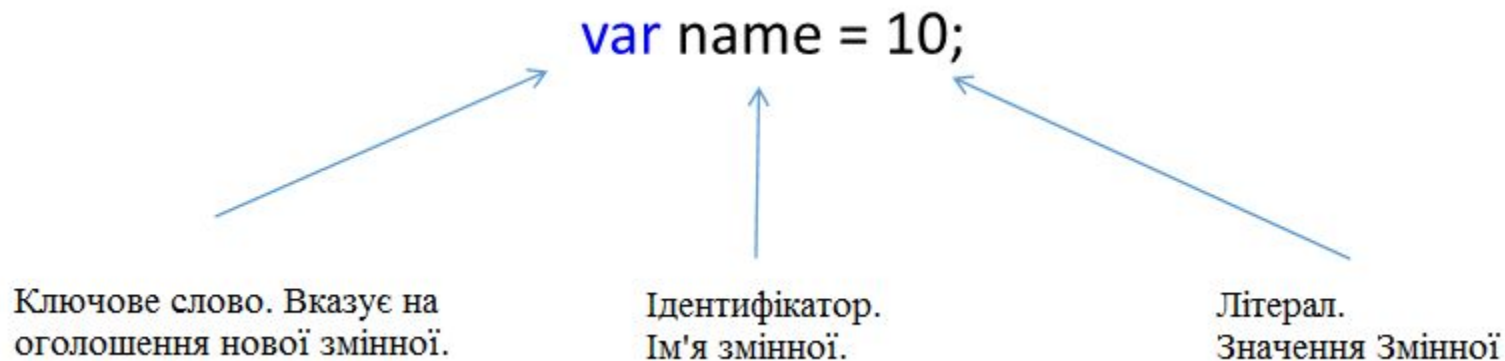 var name = 10;
Ключове слово. Вказує на
оголошення нової змінної.
Ідентифікатор.
Ім'я змінної.
Літерал.
Значення Змінної